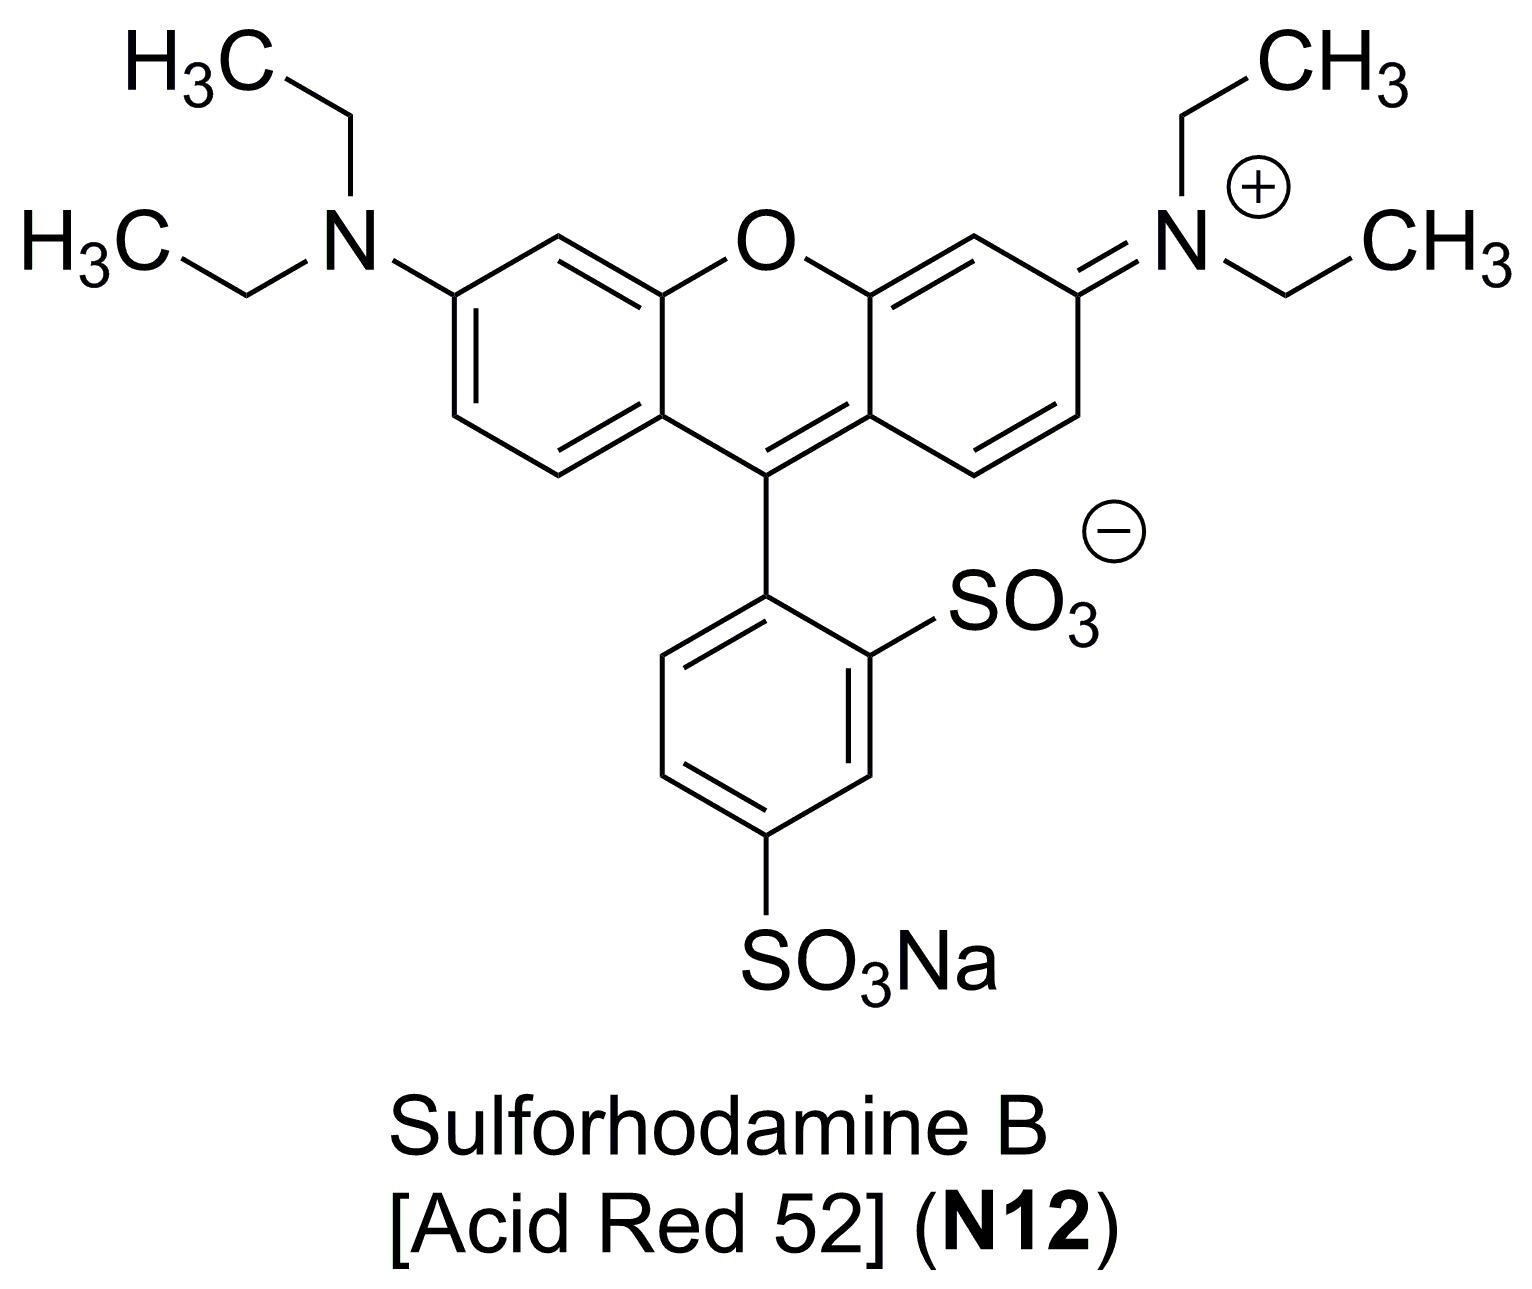 H₃C
CH₃
H₃C
N
O
N
⊕
CH₃
SO₃
⊖
SO₃Na
Sulforhodamine B
[Acid Red 52] (N12)